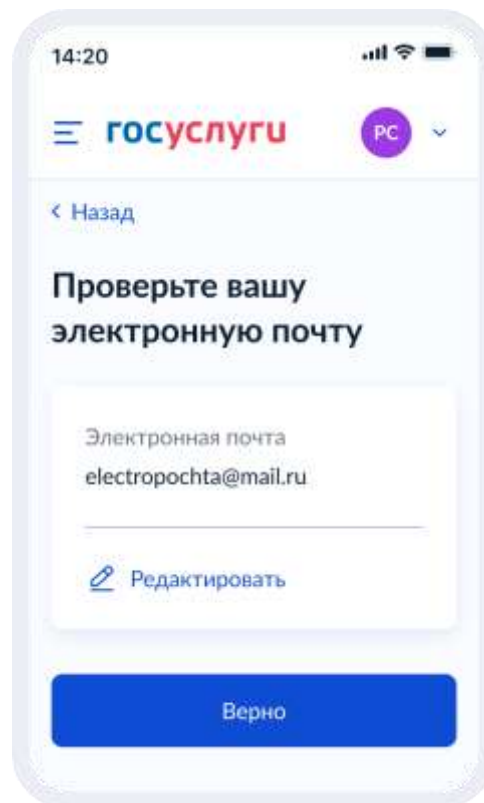 14:20
госуслуги
РС
Назад
Проверьте вашу
электронную почту
Электронная почта
electropochta@mail.ru
Редактировать
Верно